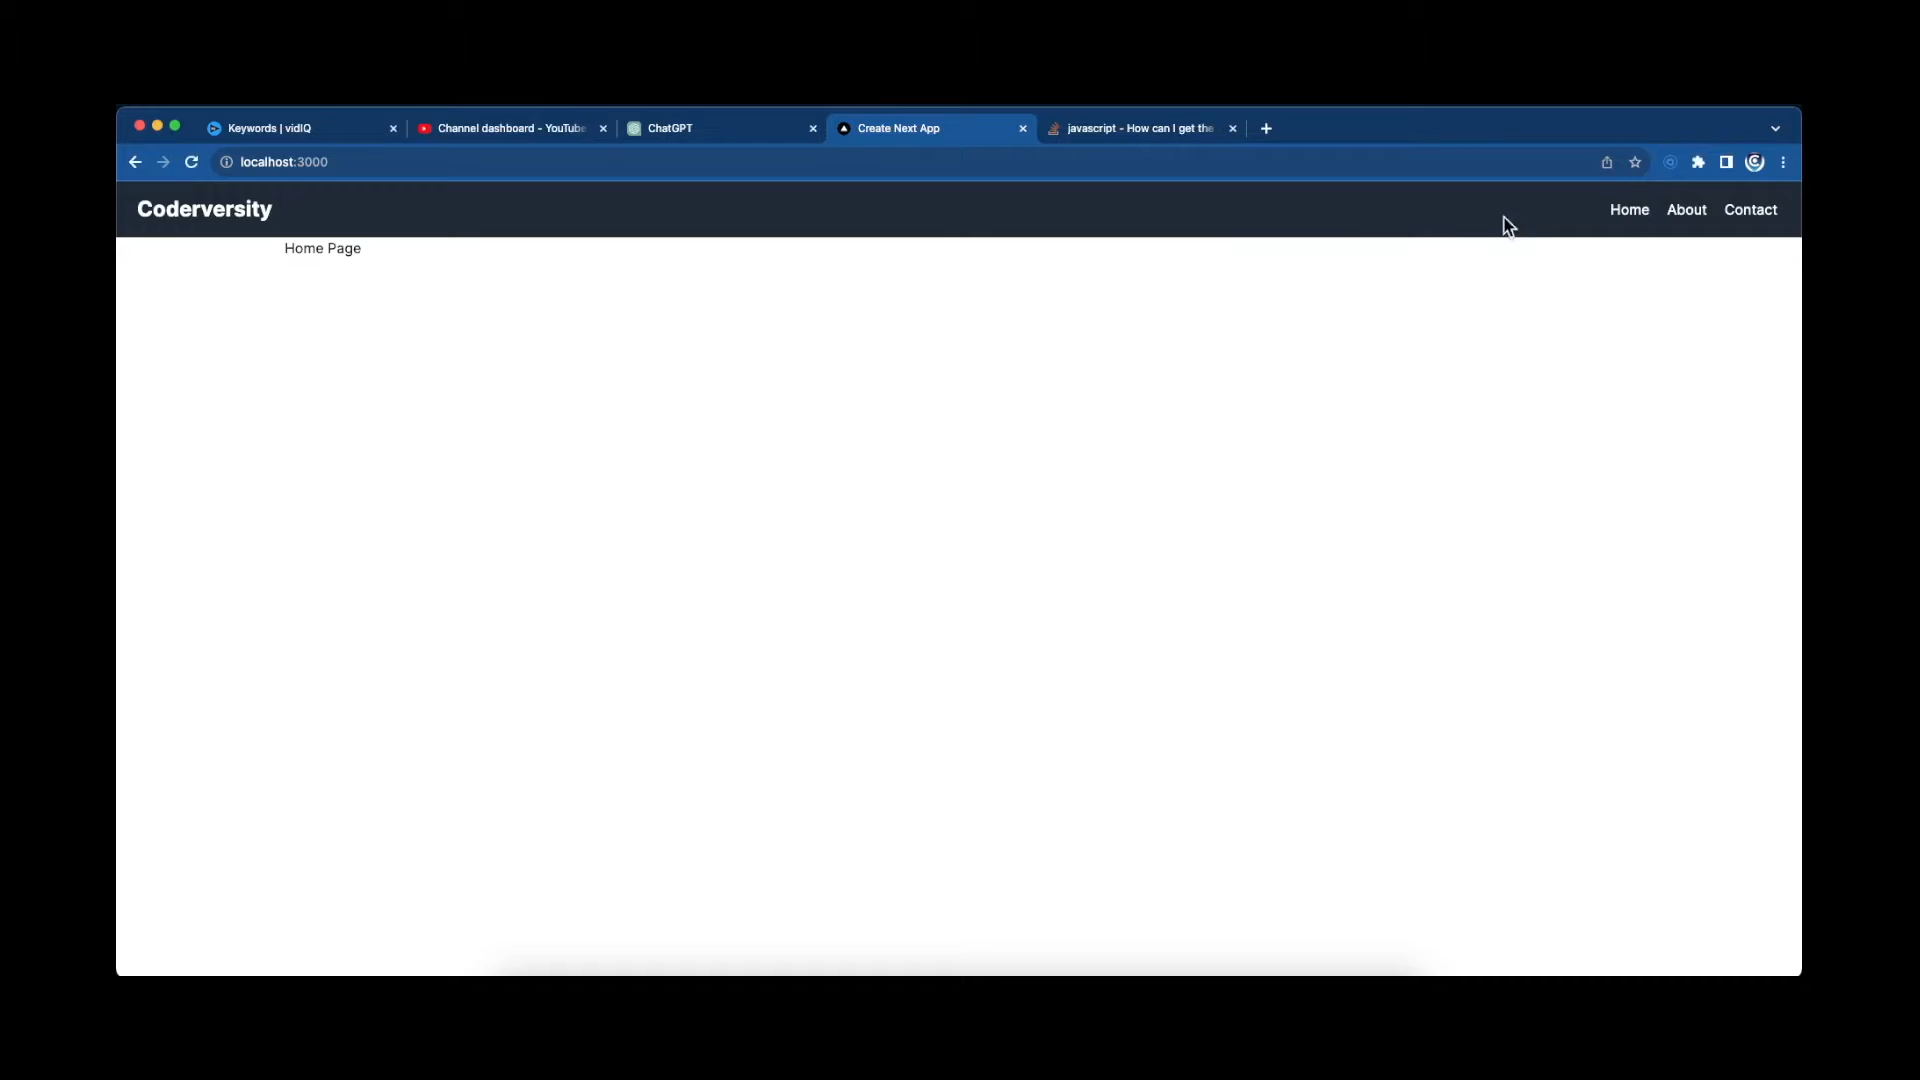 Keywords | vidIQ
Channel dashboard - YouTube
ChatGPT
Create Next App
javascript - How can I get the
localhost:3000
Coderversity
Home About Contact
Home Page